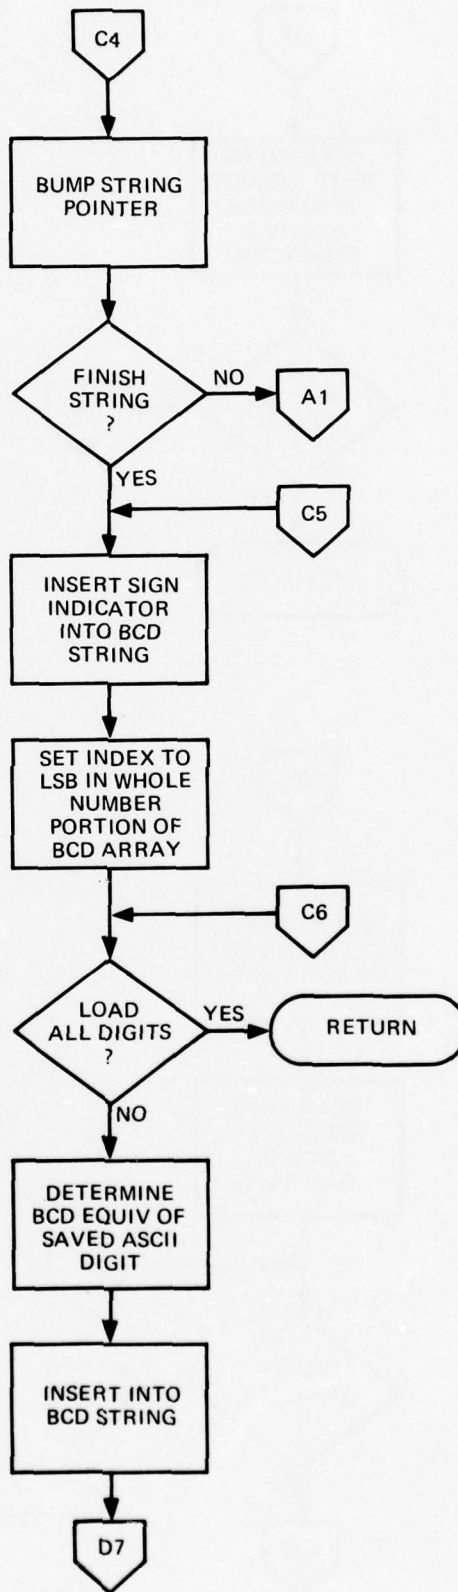 C4
BUMP STRING
POINTER
FINISH
STRING
?
NO
A1
YES
C5
INSERT SIGN
INDICATOR
INTO BCD
STRING
SET INDEX TO
LSB IN WHOLE
NUMBER
PORTION OF
BCD ARRAY
C6
LOAD
ALL DIGITS
?
YES
RETURN
NO
DETERMINE
BCD EQUIV OF
SAVED ASCII
DIGIT
INSERT INTO
BCD STRING
D7